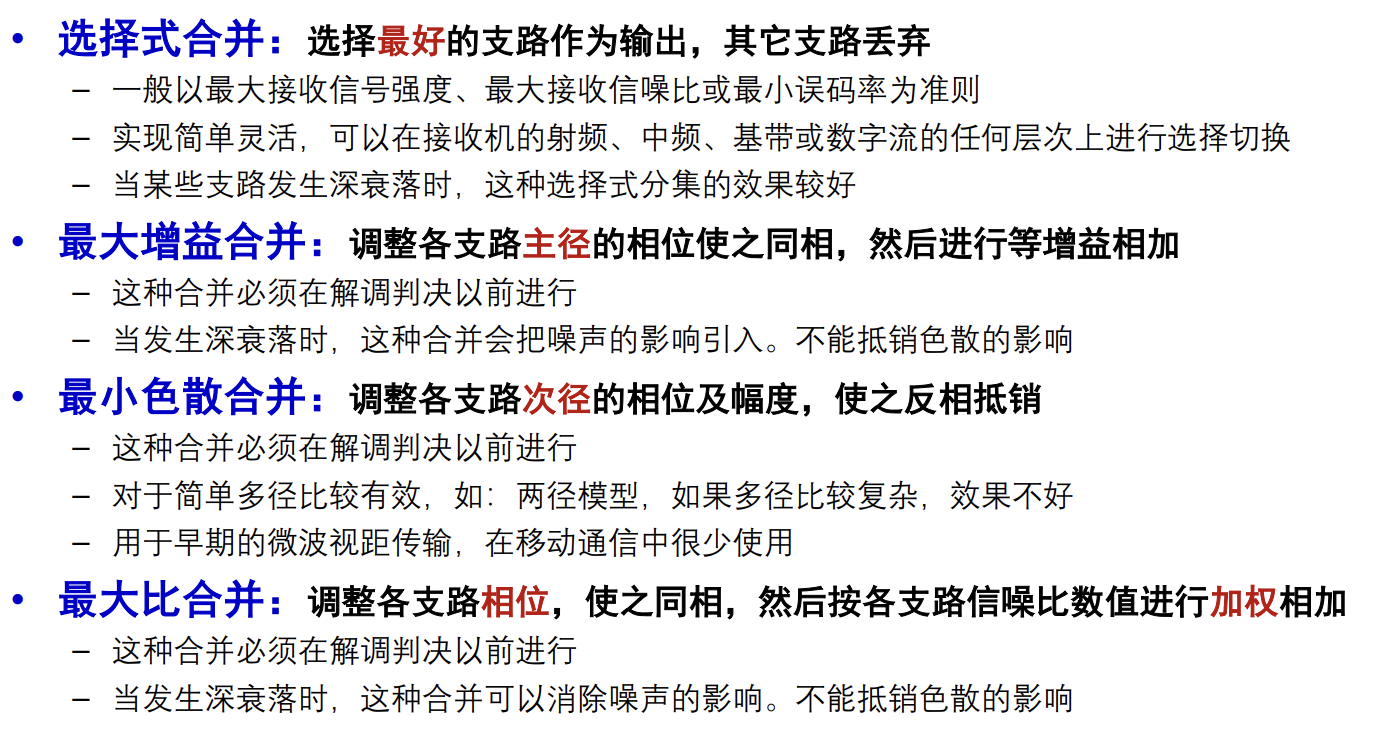 • 选择式合并：选择最好的支路作为输出，其它支路丢弃
– 一般以最大接收信号强度、最大接收信噪比或最小误码率为准则
– 实现简单灵活，可以在接收机的射频、中频、基带或数字流的任何层次上进行选择切换
– 当某些支路发生深衰落时，这种选择式分集的效果较好
• 最大增益合并：调整各支路主径的相位使之同相，然后进行等增益相加
– 这种合并必须在解调判决以前进行
– 当发生深衰落时，这种合并会把噪声的影响引入。不能抵销色散的影响
• 最小色散合并：调整各支路次径的相位及幅度，使之反相抵销
– 这种合并必须在解调判决以前进行
– 对于简单多径比较有效，如：两径模型，如果多径比较复杂，效果不好
– 用于早期的微波视距传输，在移动通信中很少使用
• 最大比合并：调整各支路相位，使之同相，然后按各支路信噪比数值进行加权相加
– 这种合并必须在解调判决以前进行
– 当发生深衰落时，这种合并可以消除噪声的影响。不能抵销色散的影响